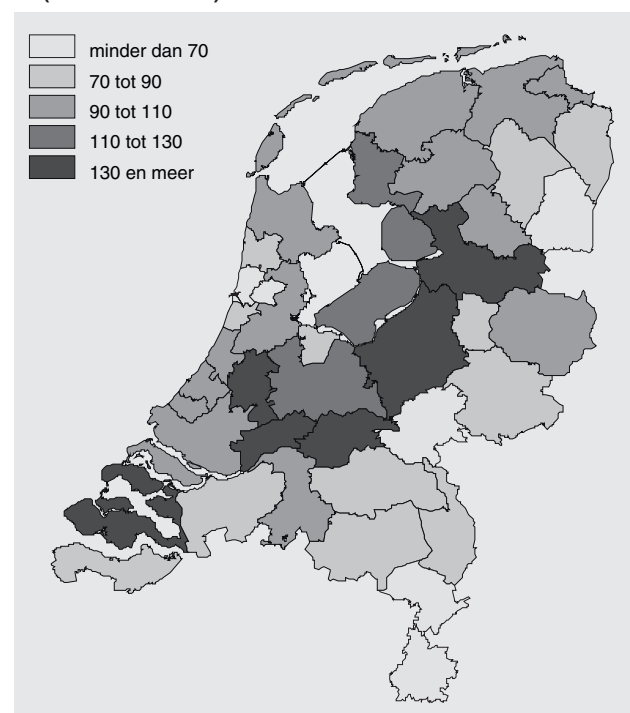 minder dan 70
70 tot 90
90 tot 110
110 tot 130
130 en meer